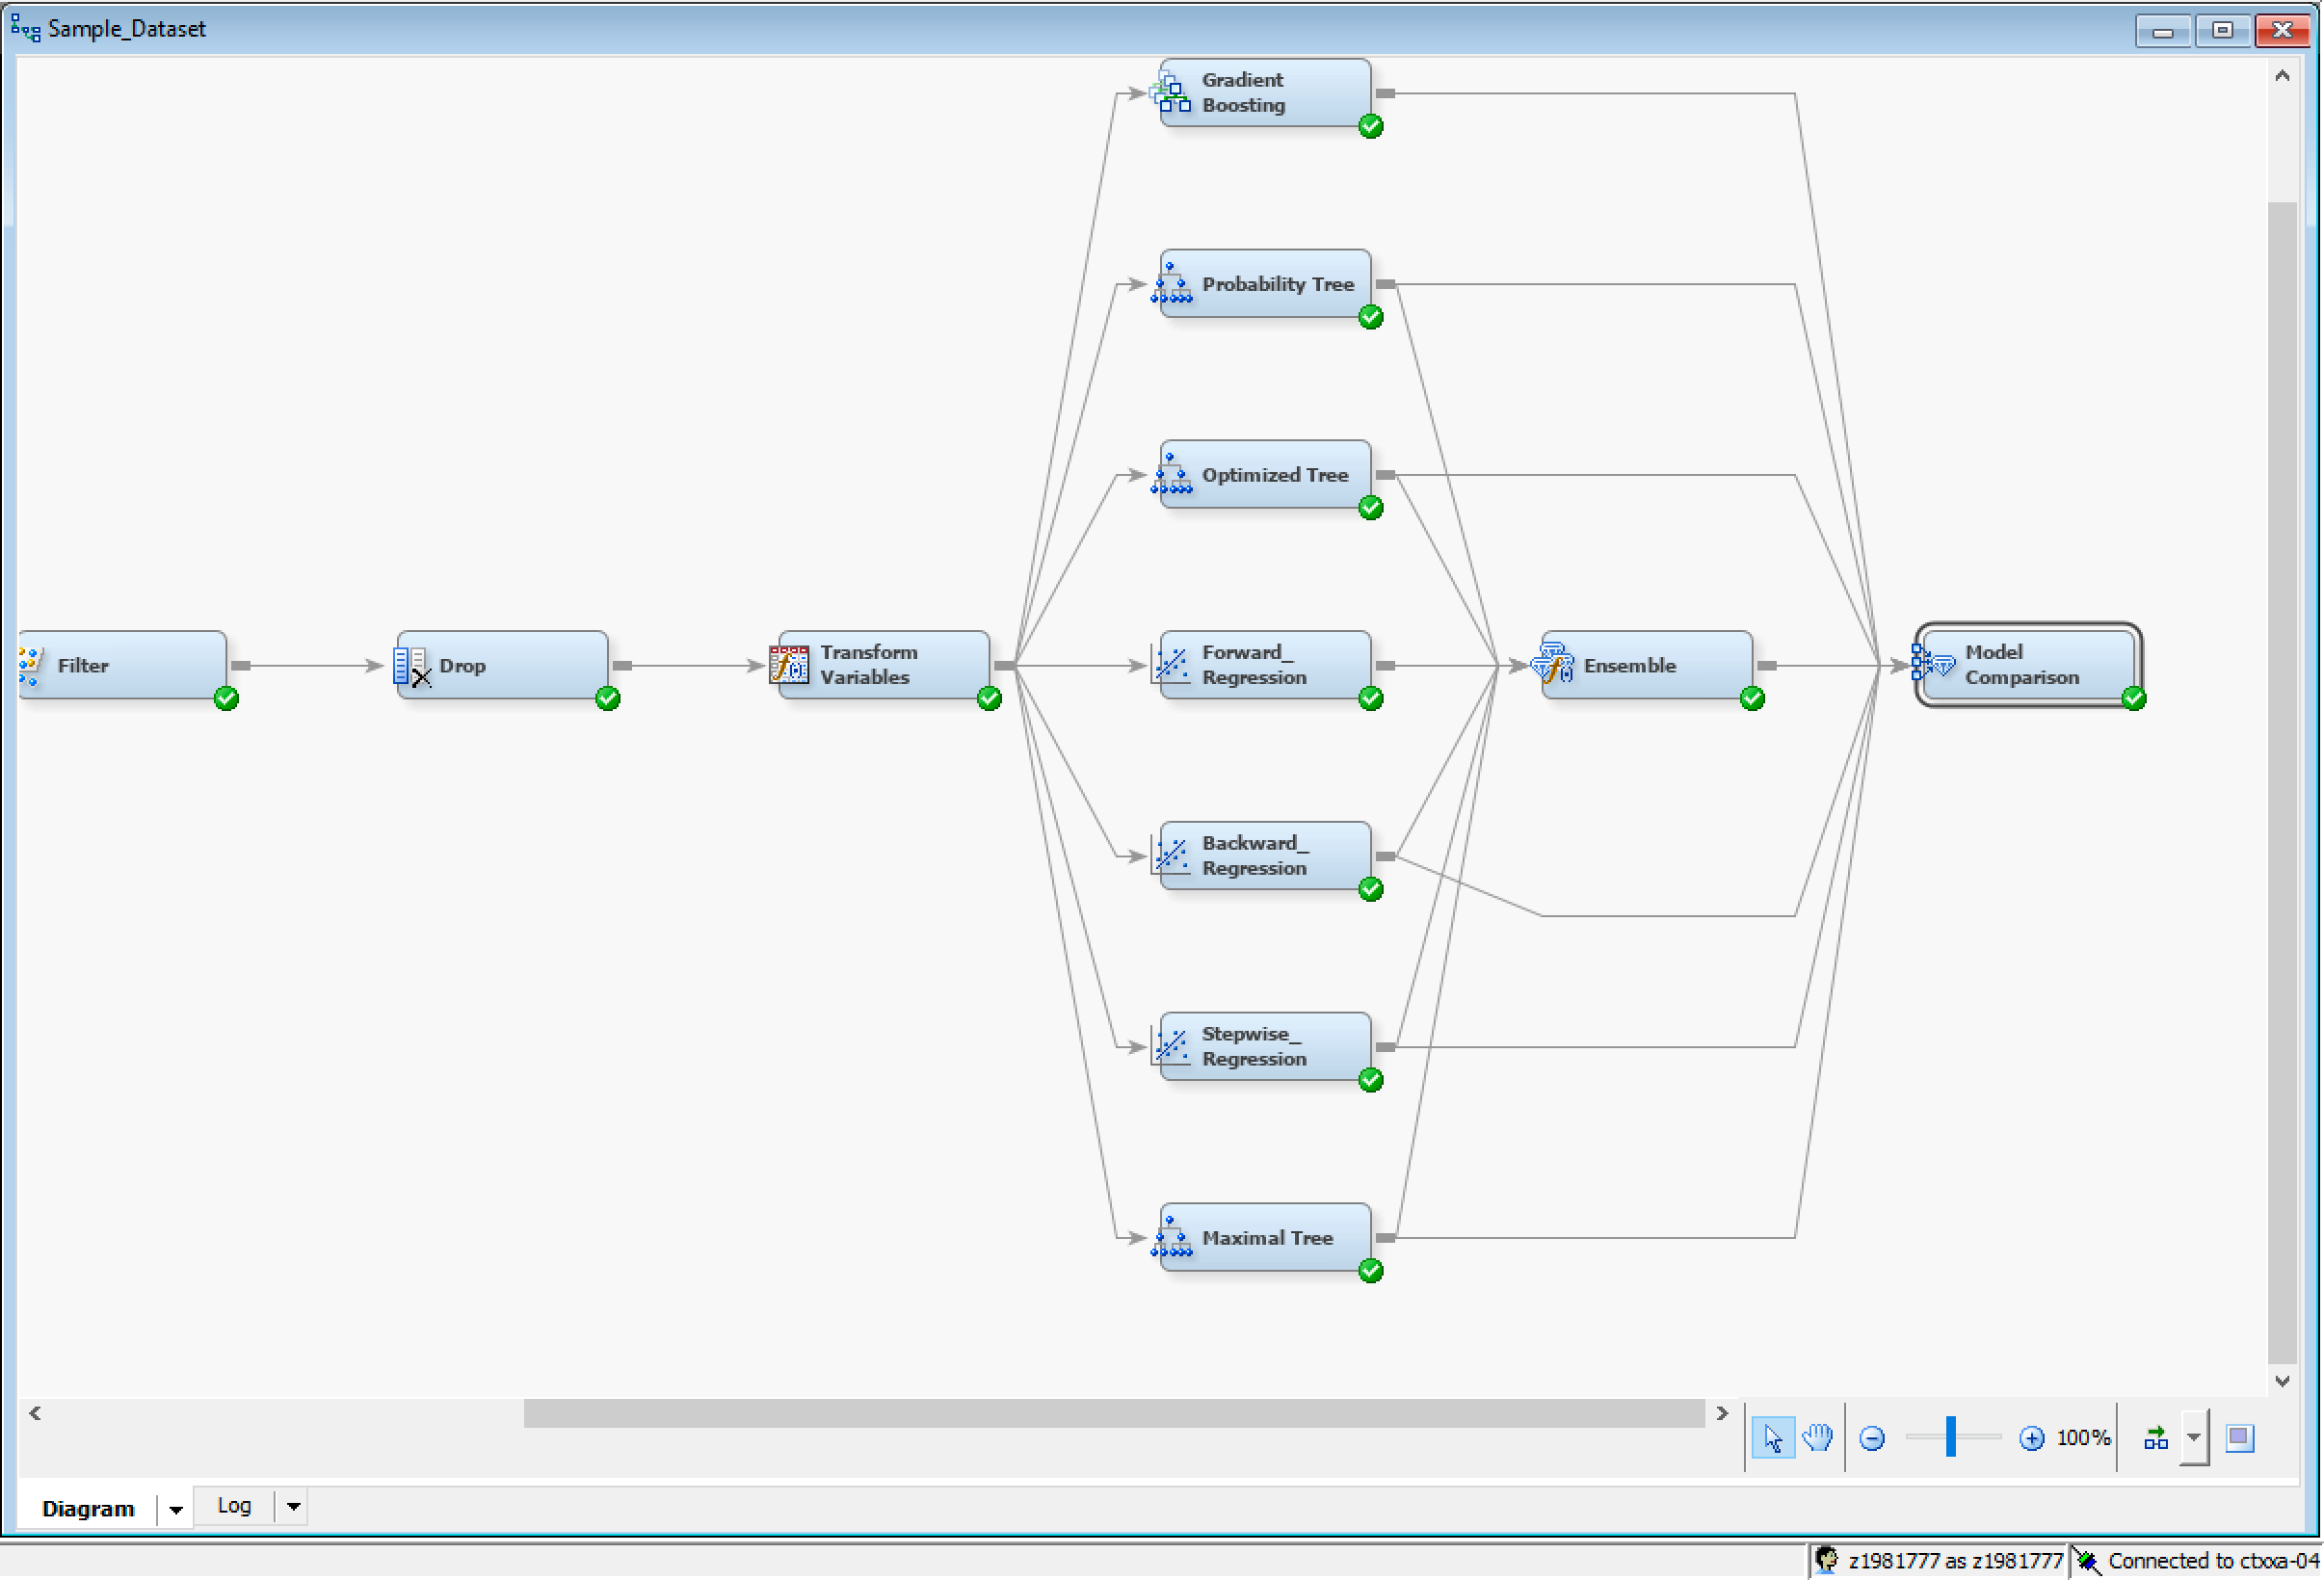 Sample_Dataset
Gradient
Boosting
Probability Tree
Optimized Tree
Filter
Drop
Transform
Variables
Forward_
Regression
Ensemble
Model
Comparison
Backward_
Regression
Stepwise_
Regression
Maximal Tree
100%
Diagram
Log
z1981777 as z1981777
Connected to ctxxa-04